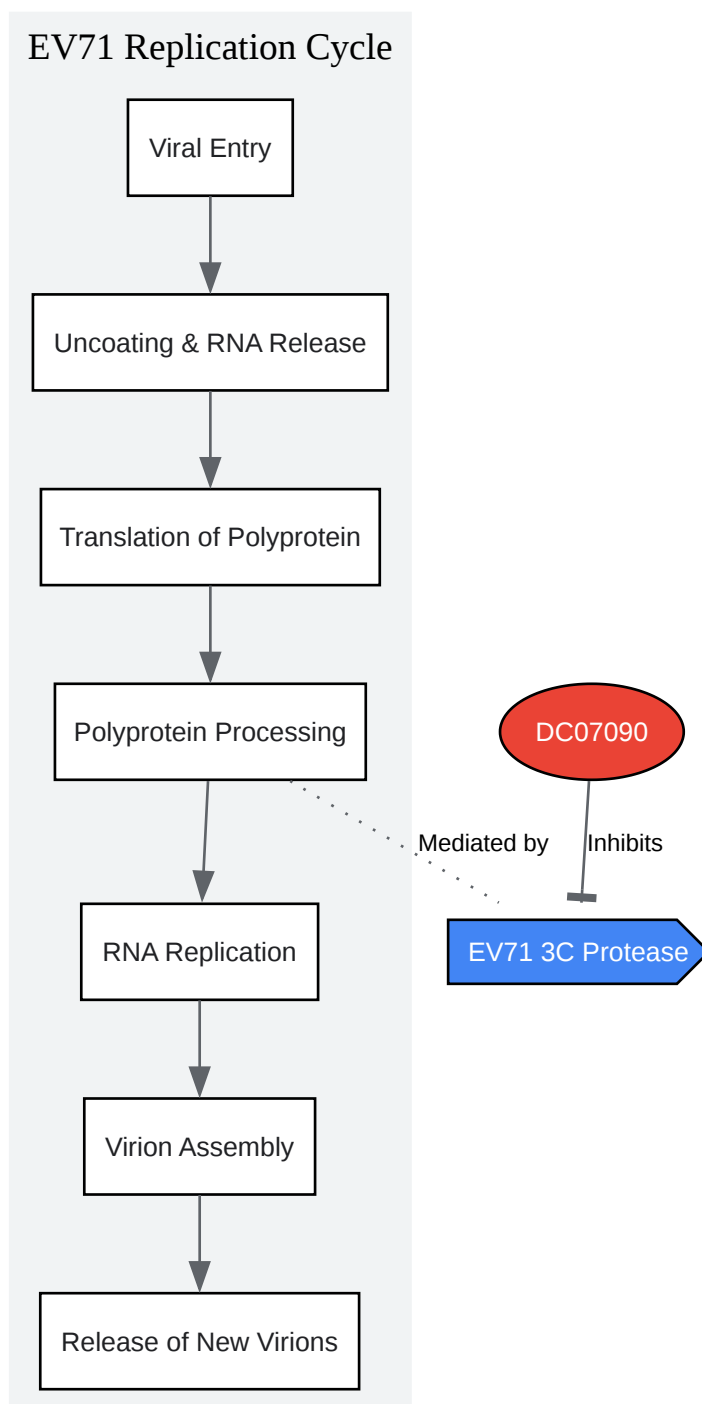 EV71 Replication Cycle
Viral Entry
Uncoating & RNA Release
Translation of Polyprotein
Polyprotein Processing
DC07090
Mediated by
Inhibits
RNA Replication
EV71 3C Protease
Virion Assembly
Release of New Virions